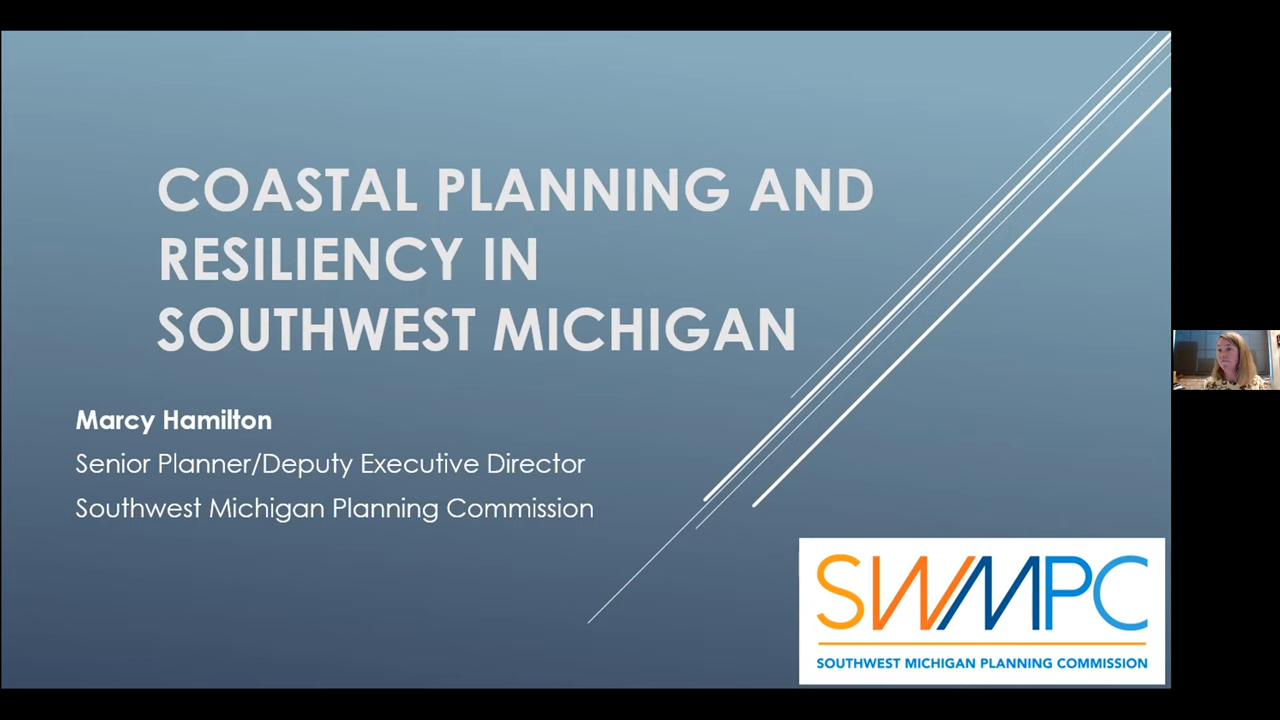 COASTAL PLANNING AND
RESILIENCY IN
SOUTHWEST MICHIGAN
Marcy Hamilton
Senior Planner/Deputy Executive Director
Southwest Michigan Planning Commission
SWMPC
SOUTHWEST MICHIGAN PLANNING COMMISSION